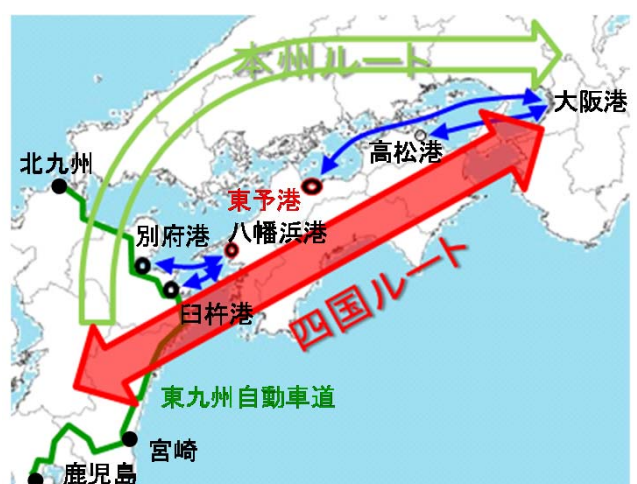 本州ルート
大阪港
高松港
北九州
東予港
八幡浜港
別府港
臼杵港
四国ルート
東九州自動車道
宮崎
鹿児島